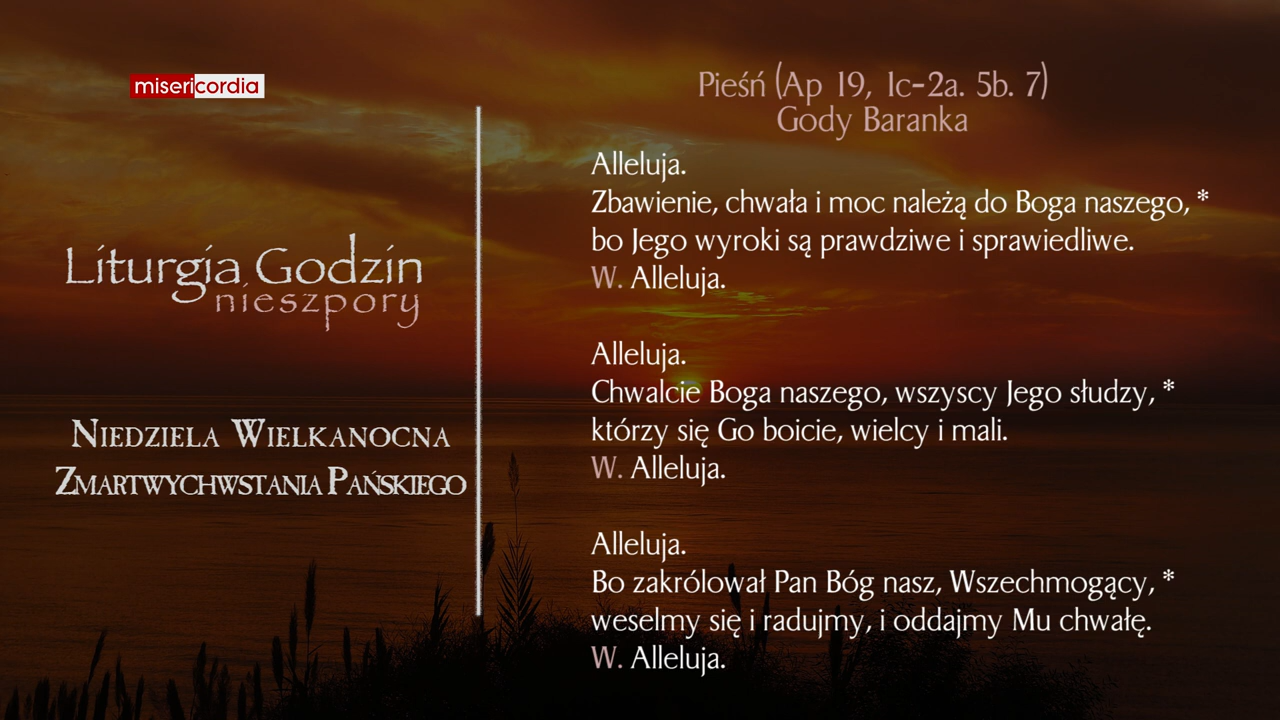 misericordia
Liturgia Godzin
nieszpory
Niedziela Wielkanocna
Zmartwychwstania Pańskiego
Pieśń (Ap 19, 1c-2a. 5b. 7)
Gody Baranka
Alleluja.
Zbawienie, chwała i moc należą do Boga naszego, *
bo Jego wyroki są prawdziwe i sprawiedliwe.
W. Alleluja.
Alleluja.
Chwalcie Boga naszego, wszyscy Jego słudzy, *
którzy się Go boicie, wielcy i mali.
W. Alleluja.
Alleluja.
Bo zakrólował Pan Bóg nasz, Wszechmogący, *
weselmy się i radujmy, i oddajmy Mu chwałę.
W. Alleluja.